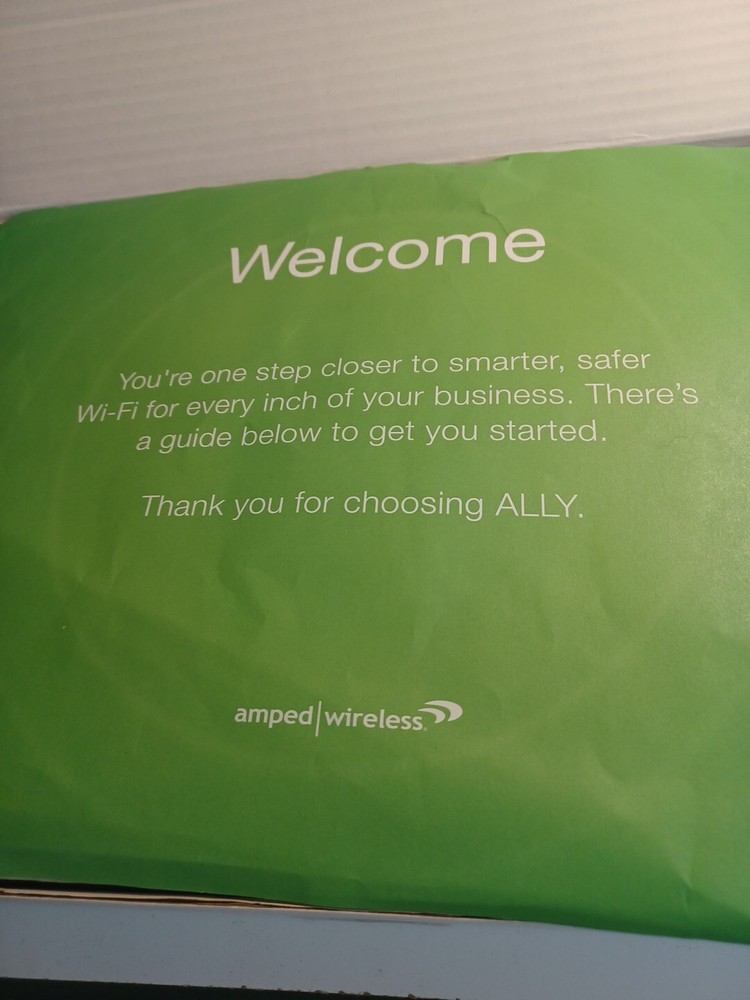 Welcome
You're one step closer to smarter, safer
Wi-Fi for every inch of your business. There's
a guide below to get you started.
Thank you for choosing ALLY.
amped|wireless®